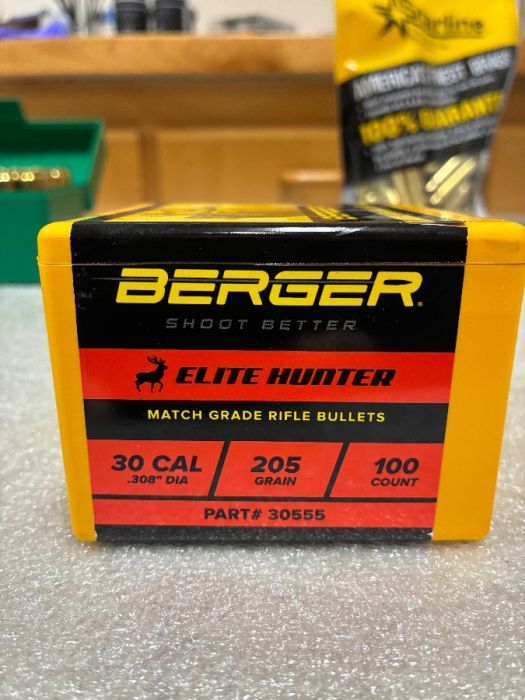 Starline
AMERICA'S FINEST BRASS
100% GUARANTE
BERGER®
SHOOT BETTER
ELITE HUNTER
MATCH GRADE RIFLE BULLETS
30 CAL
.308" DIA
205
GRAIN
100
COUNT
PART# 30555